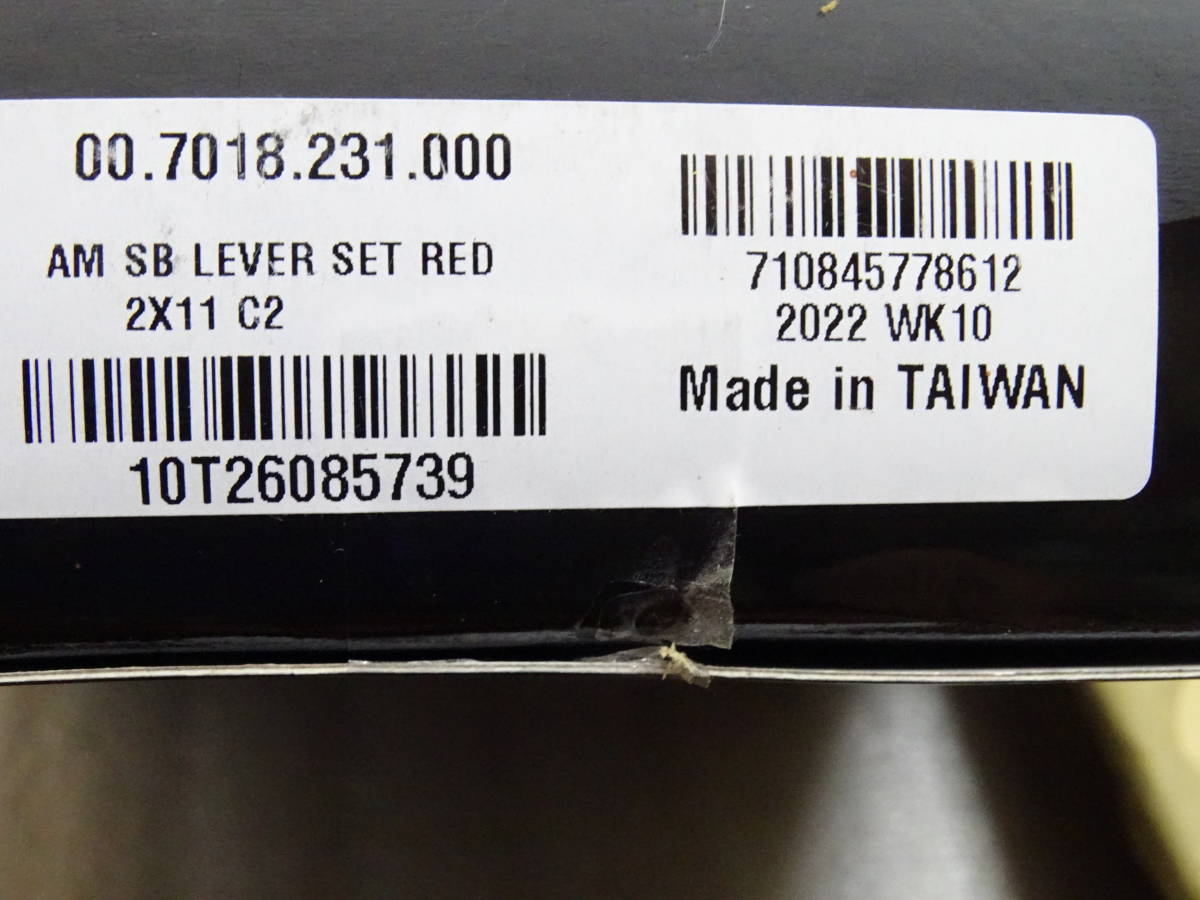 00.7018.231.000
AM SB LEVER SET RED
2X11 C2
10T26085739
710845778612
2022 WK10
Made in TAIWAN